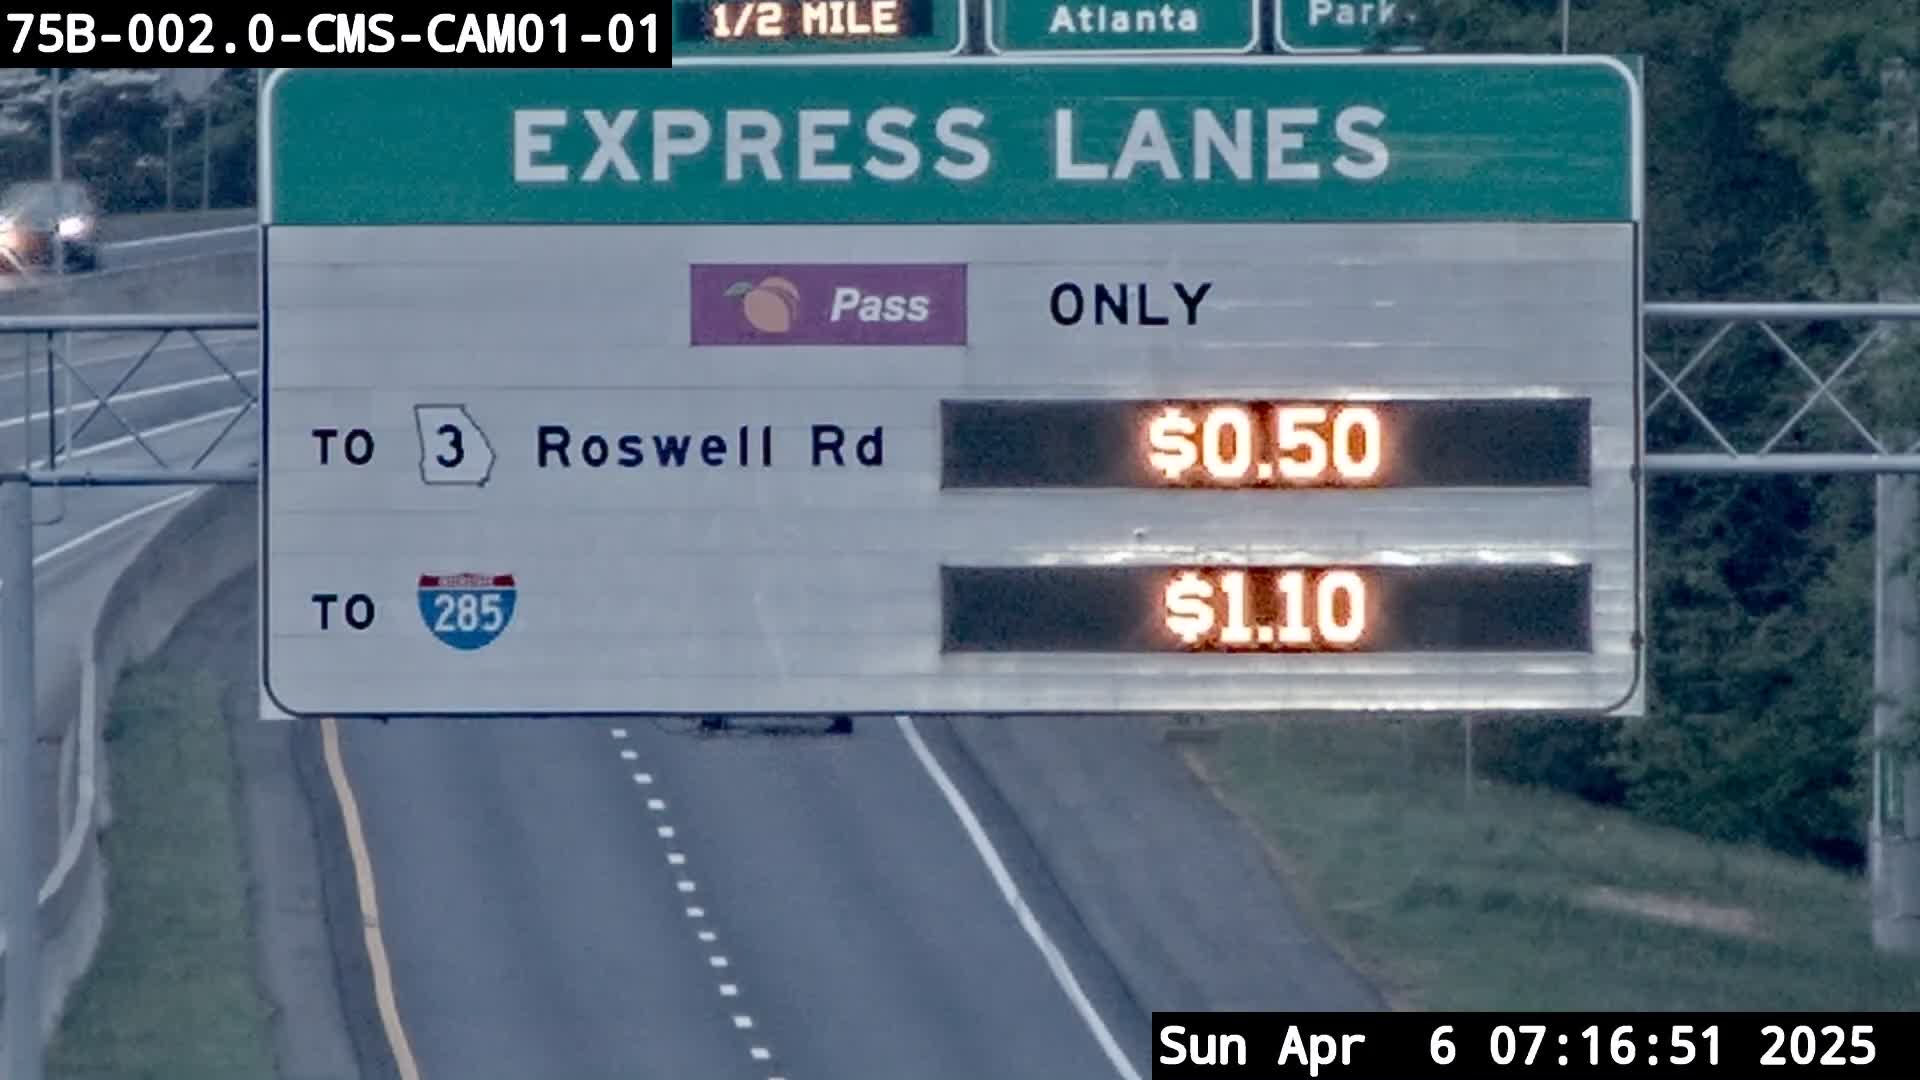 75B-002.0-CMS-CAM01-01
1/2 MILE
Atlanta
Park
EXPRESS LANES
Pass ONLY
TO 3 Roswell Rd $0.50
TO 285 $1.10
Sun Apr 6 07:16:51 2025